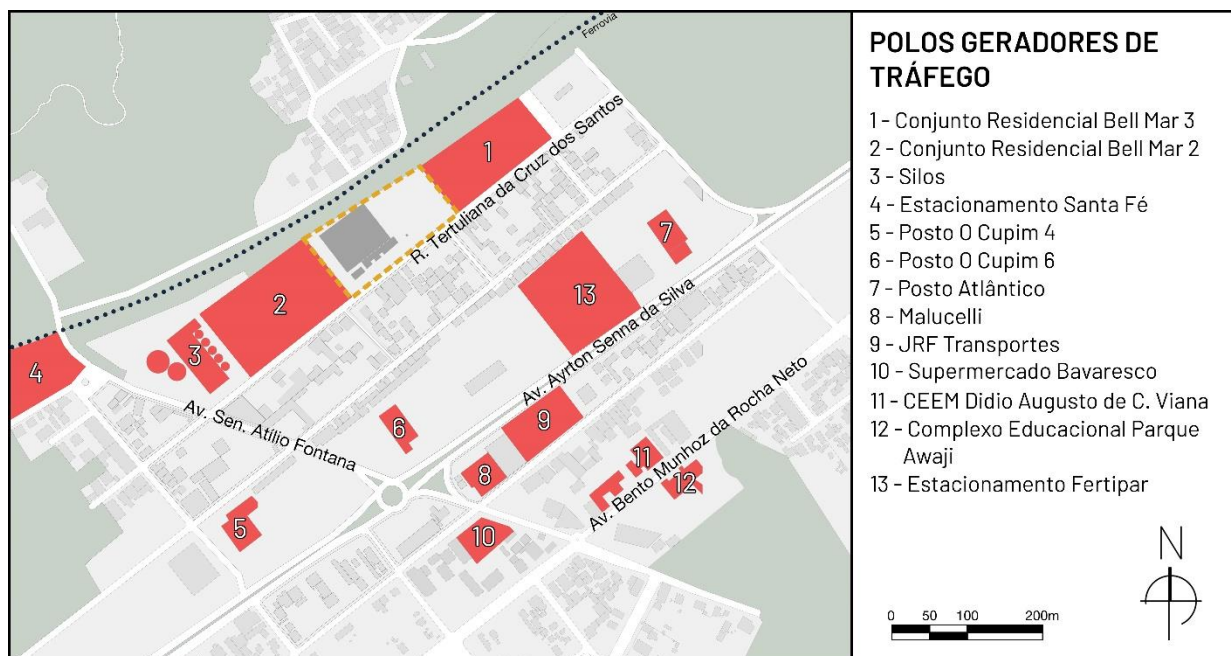 Ferrovia
1
R. Tertuliana da Cruz dos Santos
7
2
13
3
4
Av. Ayrton Senna da Silva
Av. Sen. Atílio Fontana
6
9
Av. Bento Munhoz da Rocha Neto
8
11
12
5
10
POLOS GERADORES DE
TRÁFEGO
1 - Conjunto Residencial Bell Mar 3
2 - Conjunto Residencial Bell Mar 2
3 - Silos
4 - Estacionamento Santa Fé
5 - Posto O Cupim 4
6 - Posto O Cupim 6
7 - Posto Atlântico
8 - Malucelli
9 - JRF Transportes
10 - Supermercado Bavaresco
11 - CEEM Didio Augusto de C. Viana
12 - Complexo Educacional Parque
Awaji
13 - Estacionamento Fertipar
N
0 50 100 200m